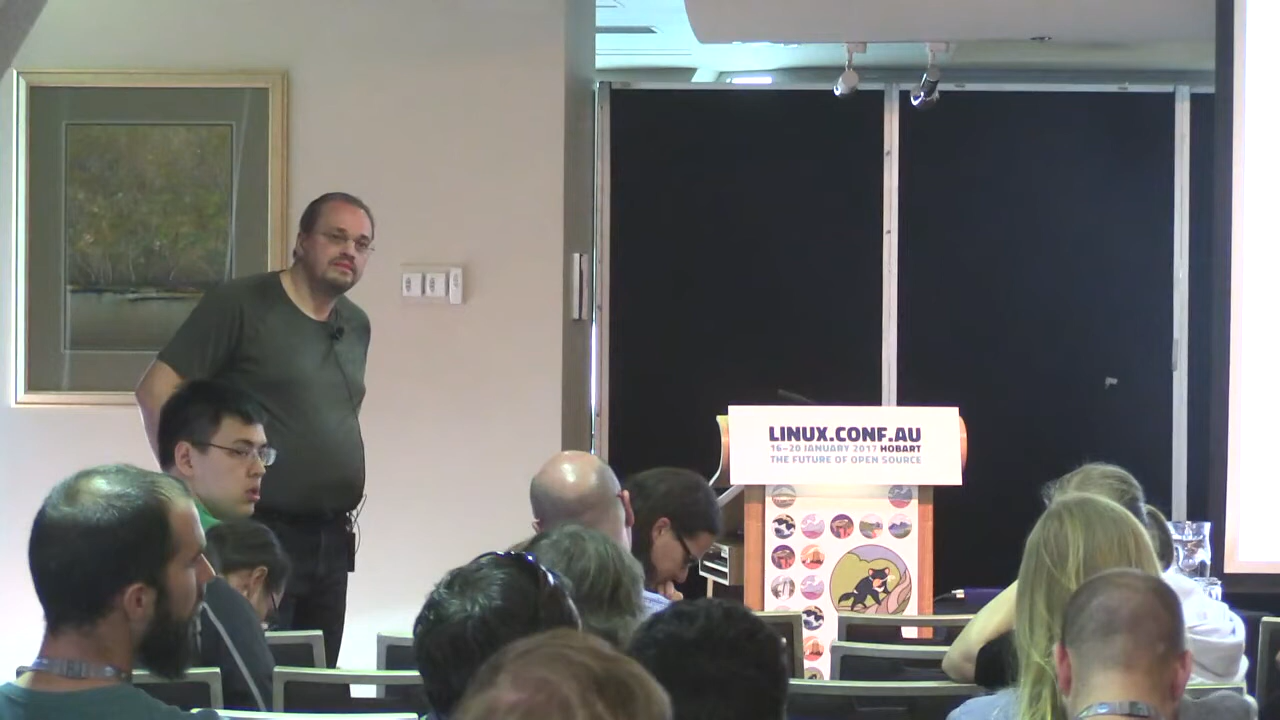 LINUX.CONF.AU
16–20 JANUARY 2017 HOBART
THE FUTURE OF OPEN SOURCE